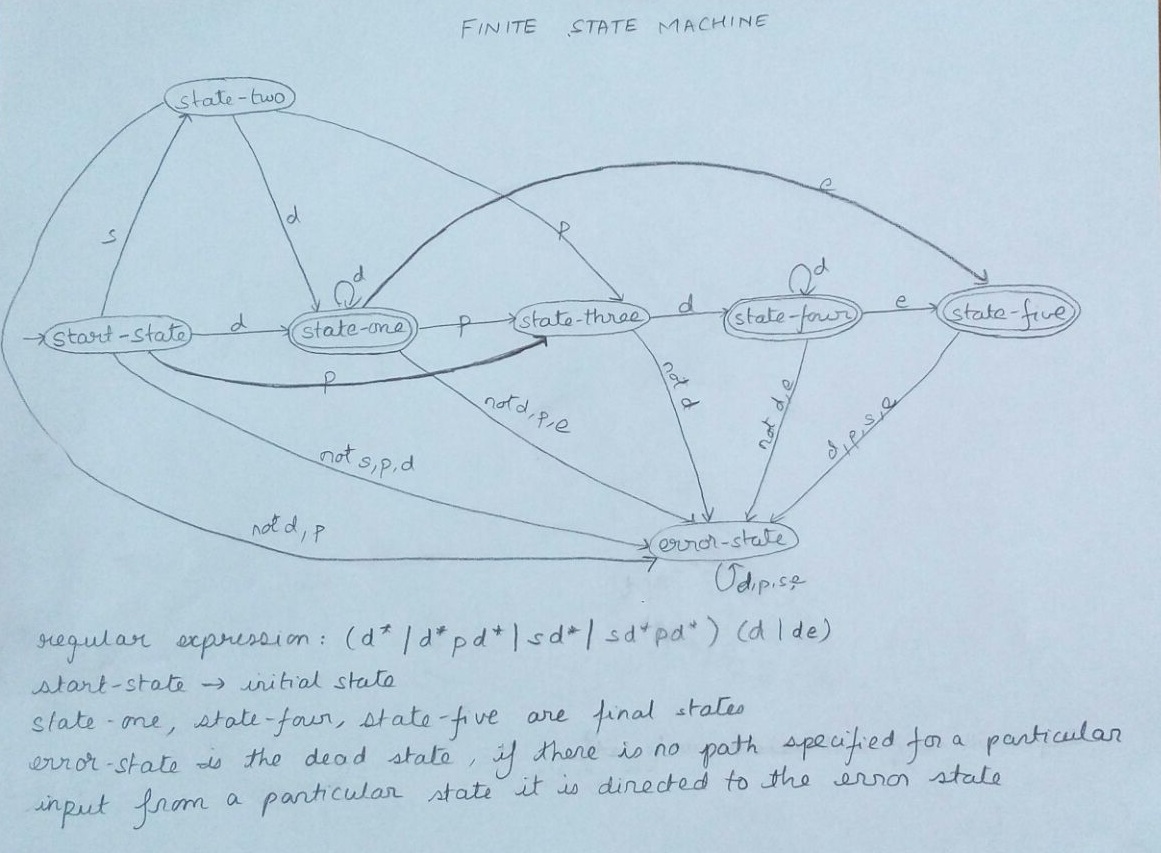 FINITE STATE MACHINE
state-two
s
d
p
e
d
d
start-state
d
state-one
p
state-three
d
state-four
e
state-five
p
not d, p, e
not d
not d, e
d, p, s, e
not s, p, d
not d, p
error-state
d, p, s, e
regular expression: (d* | d* p d* | s d* | s d* p d*) (d | de)
start-state → initial state
state-one, state-four, state-five are final states
error-state is the dead state, if there is no path specified for a particular
input from a particular state it is directed to the error state